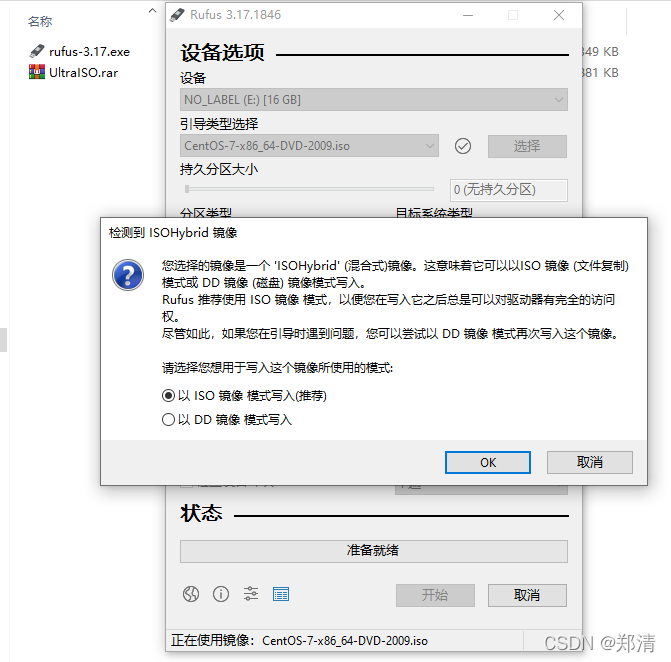 名称
rufus-3.17.exe
UltraISO.rar
349 KB
381 KB
Rufus 3.17.1846
设备选项
设备
NO_LABEL (E:) [16 GB]
引导类型选择
CentOS-7-x86_64-DVD-2009.iso
选择
持久分区大小
0 (无持久分区)
分区类型
目标系统类型
检测到 ISOHybrid 镜像
您选择的镜像是一个 'ISOHybrid' (混合式)镜像。这意味着它可以以ISO 镜像 (文件复制)
模式或 DD 镜像 (磁盘) 镜像模式写入。
Rufus 推荐使用 ISO 镜像 模式，以便您在写入它之后总是可以对驱动器有完全的访问
权。
尽管如此，如果您在引导时遇到问题，您可以尝试以 DD 镜像 模式再次写入这个镜像。
请选择您想用于写入这个镜像所使用的模式:
以 ISO 镜像 模式写入(推荐)
以 DD 镜像 模式写入
OK
取消
状态
准备就绪
开始
取消
正在使用镜像： CentOS-7-x86_64-DVD-2009.iso
CSDN @郑清